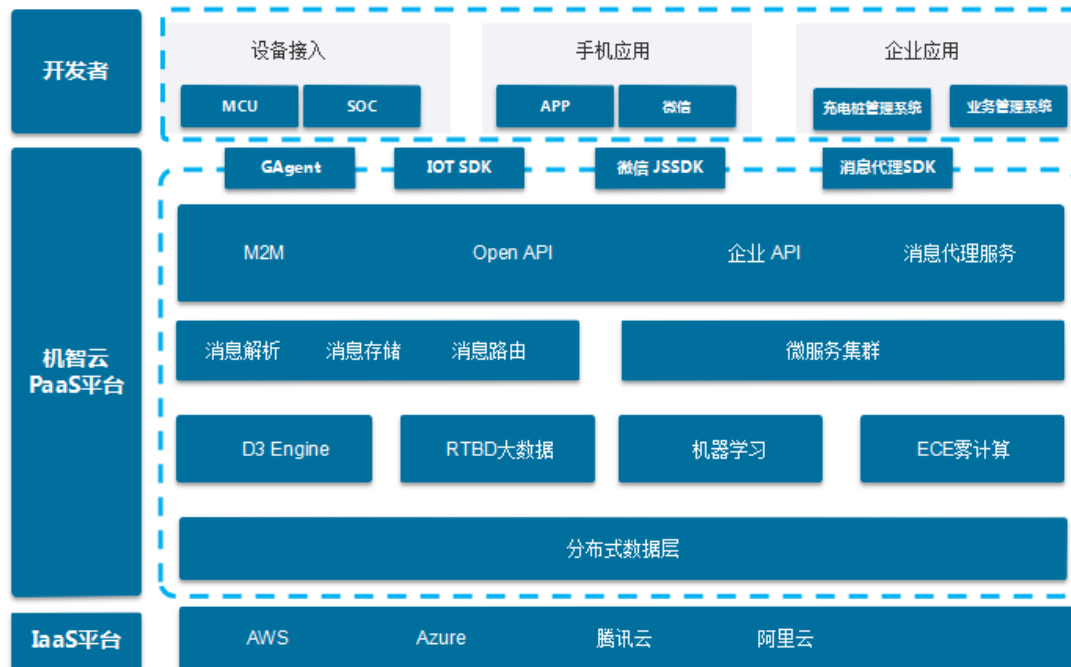 开发者
设备接入
手机应用
企业应用
MCU
SOC
APP
微信
充电桩管理系统
业务管理系统
机智云
PaaS平台
GAgent
IOT SDK
微信 JSSDK
消息代理SDK
M2M
Open API
企业 API
消息代理服务
消息解析
消息存储
消息路由
微服务集群
D3 Engine
RTBD大数据
机器学习
ECE雾计算
分布式数据层
IaaS平台
AWS
Azure
腾讯云
阿里云